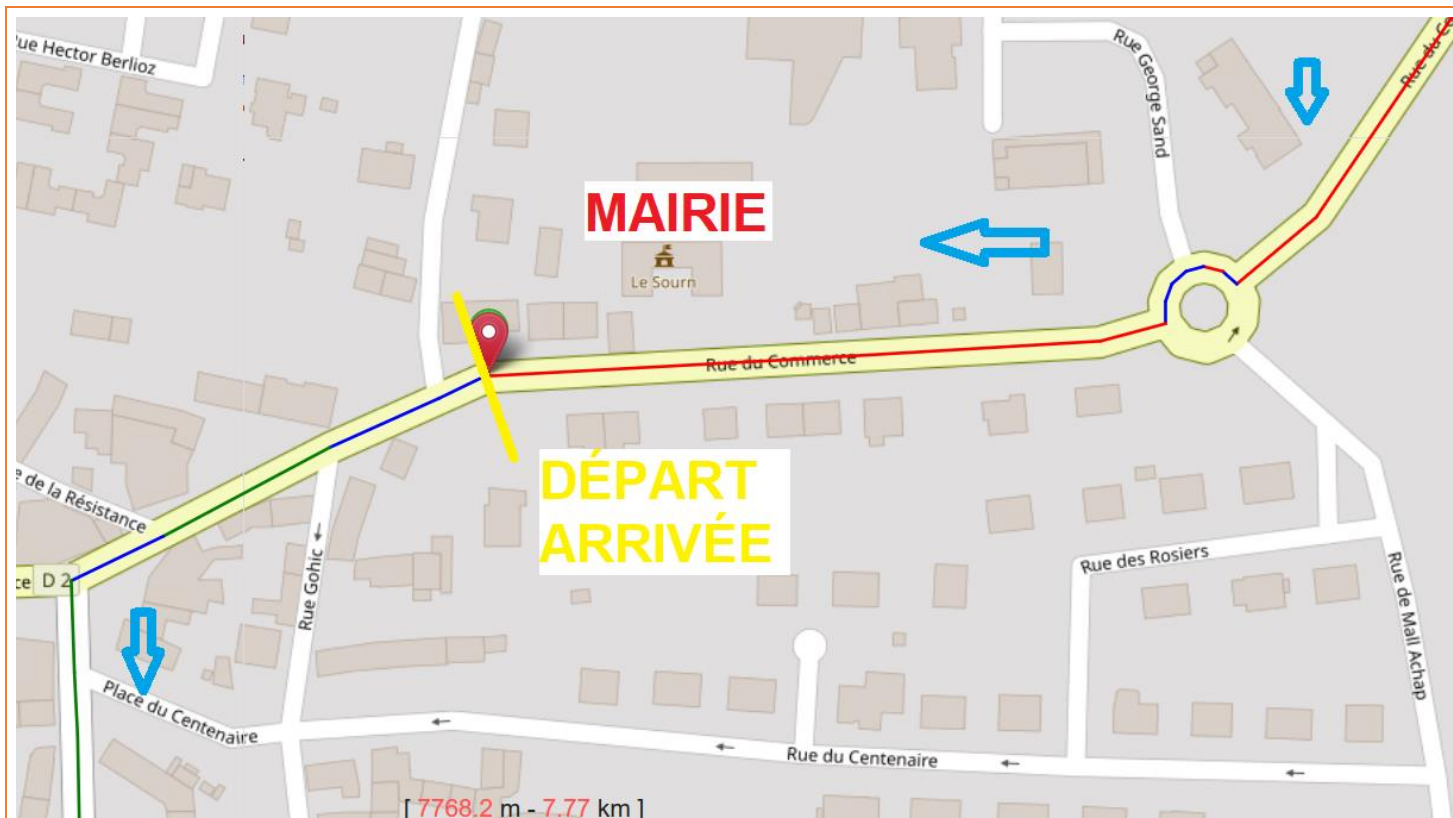 ue Hector Berlioz
Rue George Sand
Rue du Co
MAIRIE
Le Sourn
Rue du Commerce
DÉPART
ARRIVÉE
e de la Résistance
ce
D 2
Rue Gohic
Rue des Rosiers
Rue de Mall Achap
Place du Centenaire
Rue du Centenaire
[ 7768.2 m - 7.77 km ]